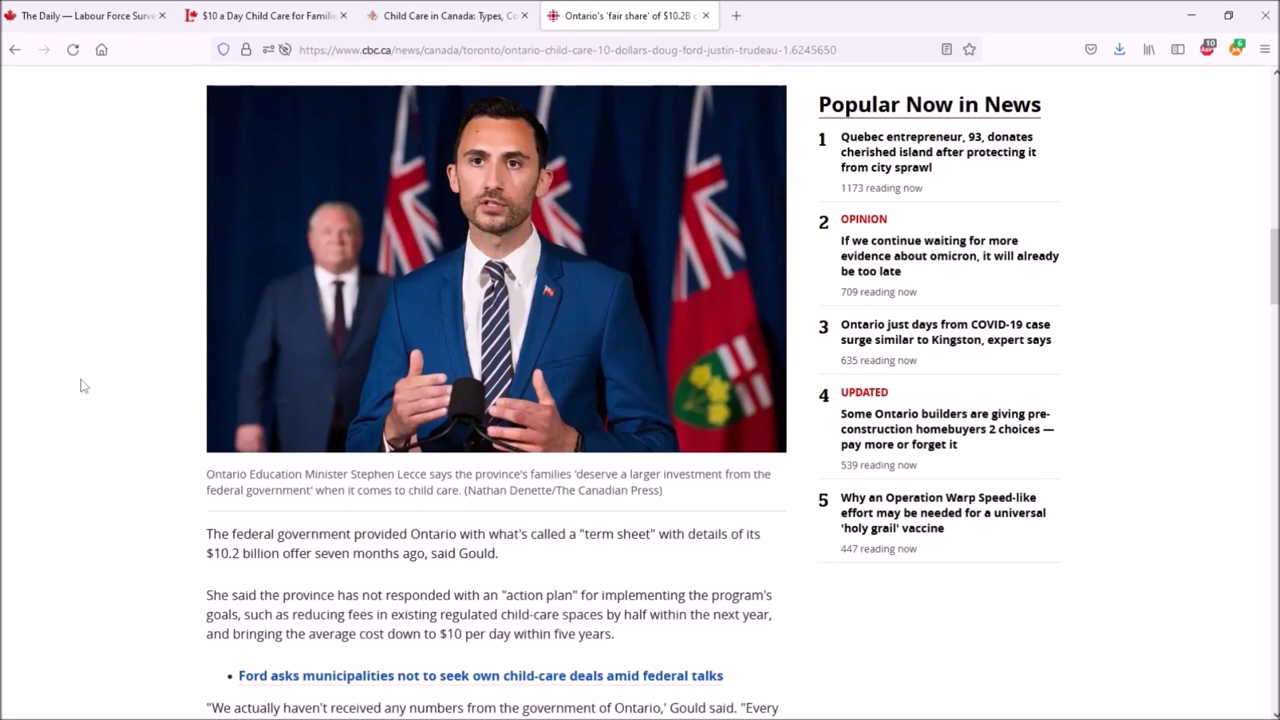 The Daily — Labour Force Surve
$10 a Day Child Care for Familie
Child Care in Canada: Types, Co
Ontario's 'fair share' of $10.2B c
https://www.cbc.ca/news/canada/toronto/ontario-child-care-10-dollars-doug-ford-justin-trudeau-1.6245650
10
6
Ontario Education Minister Stephen Lecce says the province's families 'deserve a larger investment from the
federal government' when it comes to child care. (Nathan Denette/The Canadian Press)
The federal government provided Ontario with what's called a "term sheet" with details of its
$10.2 billion offer seven months ago, said Gould.
She said the province has not responded with an "action plan" for implementing the program's
goals, such as reducing fees in existing regulated child-care spaces by half within the next year,
and bringing the average cost down to $10 per day within five years.
• Ford asks municipalities not to seek own child-care deals amid federal talks
"We actually haven't received any numbers from the government of Ontario,' Gould said. "Every
Popular Now in News
1
Quebec entrepreneur, 93, donates
cherished island after protecting it
from city sprawl
1173 reading now
2
OPINION
If we continue waiting for more
evidence about omicron, it will already
be too late
709 reading now
3
Ontario just days from COVID-19 case
surge similar to Kingston, expert says
635 reading now
4
UPDATED
Some Ontario builders are giving pre-
construction homebuyers 2 choices —
pay more or forget it
539 reading now
5
Why an Operation Warp Speed-like
effort may be needed for a universal
'holy grail' vaccine
447 reading now